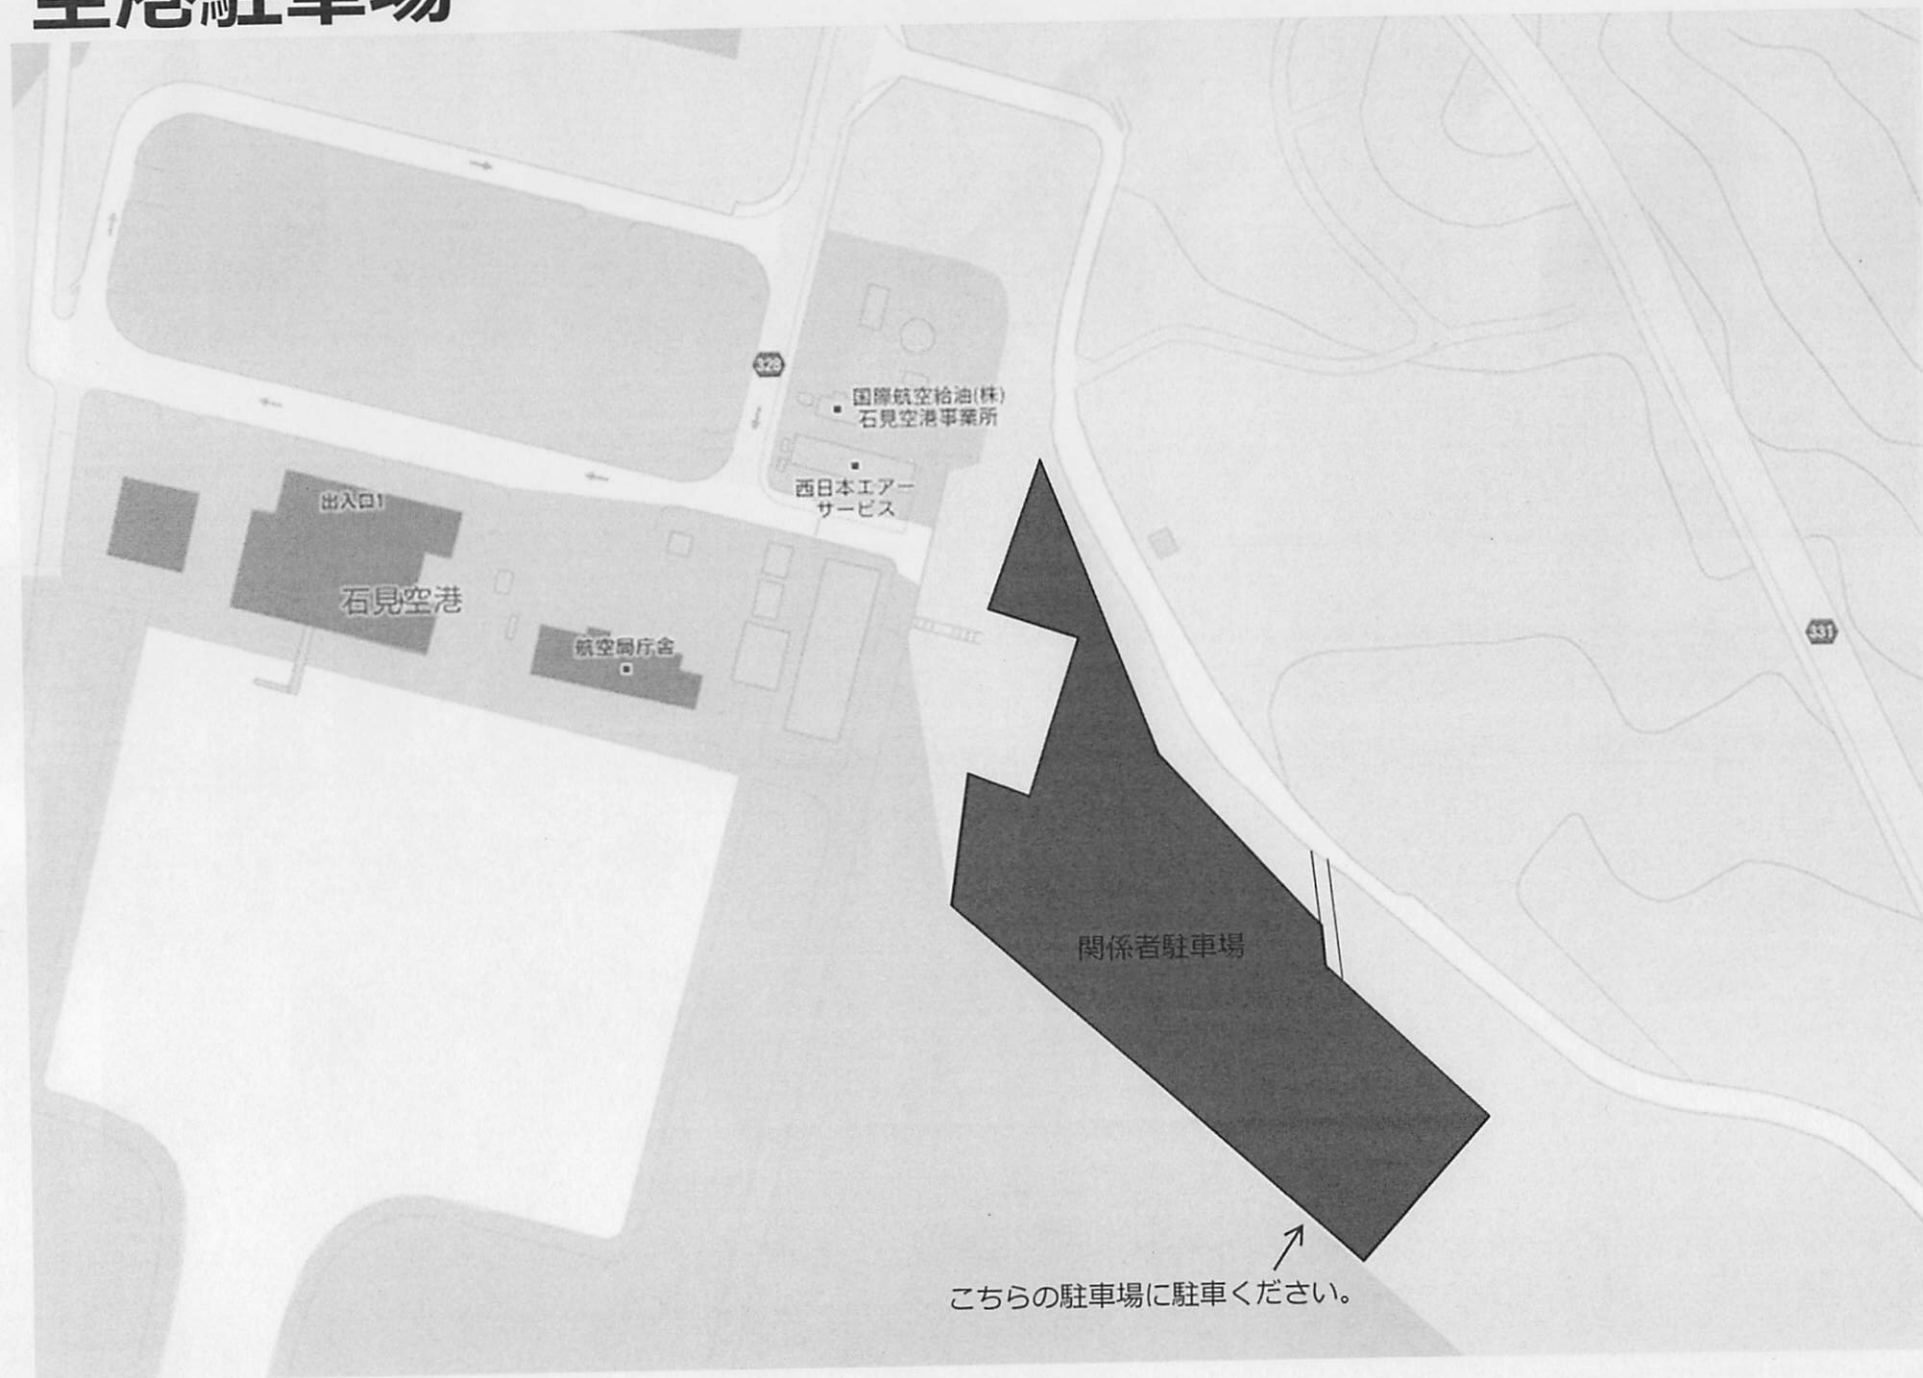 空港駐車場
328
国際航空給油(株)
石見空港事業所
西日本エアー
サービス
出入口1
石見空港
航空局庁舎
331
関係者駐車場
こちらの駐車場に駐車ください。